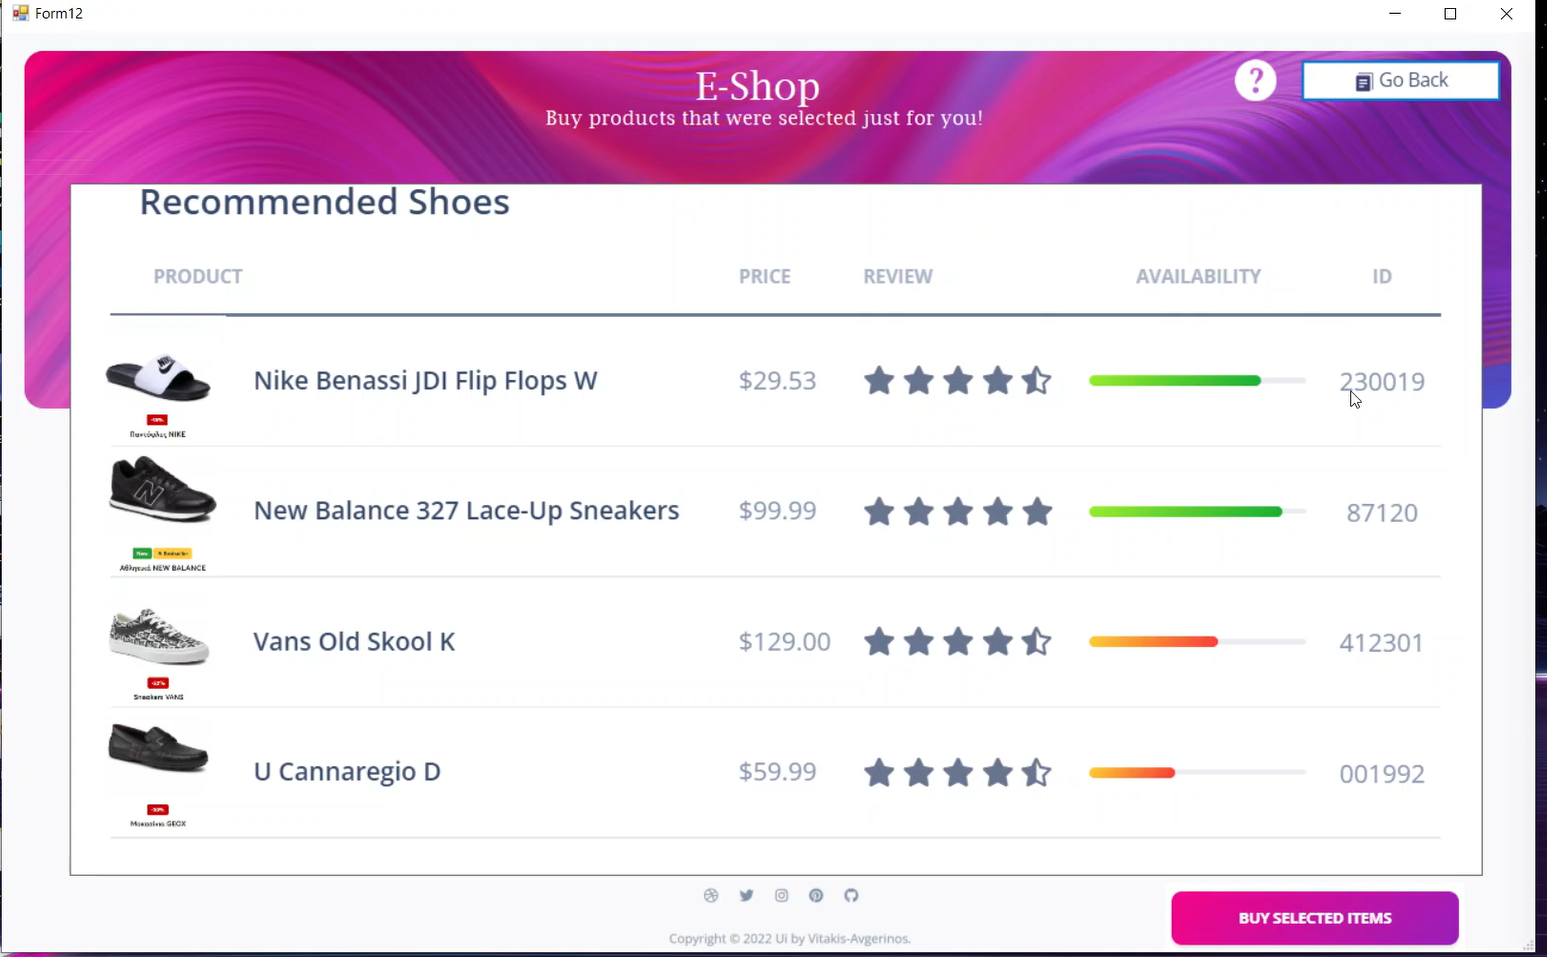 Form12
E-Shop
Buy products that were selected just for you!
?
Go Back
Recommended Shoes
PRODUCT PRICE REVIEW AVAILABILITY ID
Nike Benassi JDI Flip Flops W $29.53 230019
Παντόφλες NIKE
New Balance 327 Lace-Up Sneakers $99.99 87120
New Bestseller
Αθλητικά NEW BALANCE
Vans Old Skool K $129.00 412301
Sneakers VANS
U Cannaregio D $59.99 001992
Μοκασίνια GEOX
BUY SELECTED ITEMS
Copyright © 2022 Ui by Vitakis-Avgerinos.